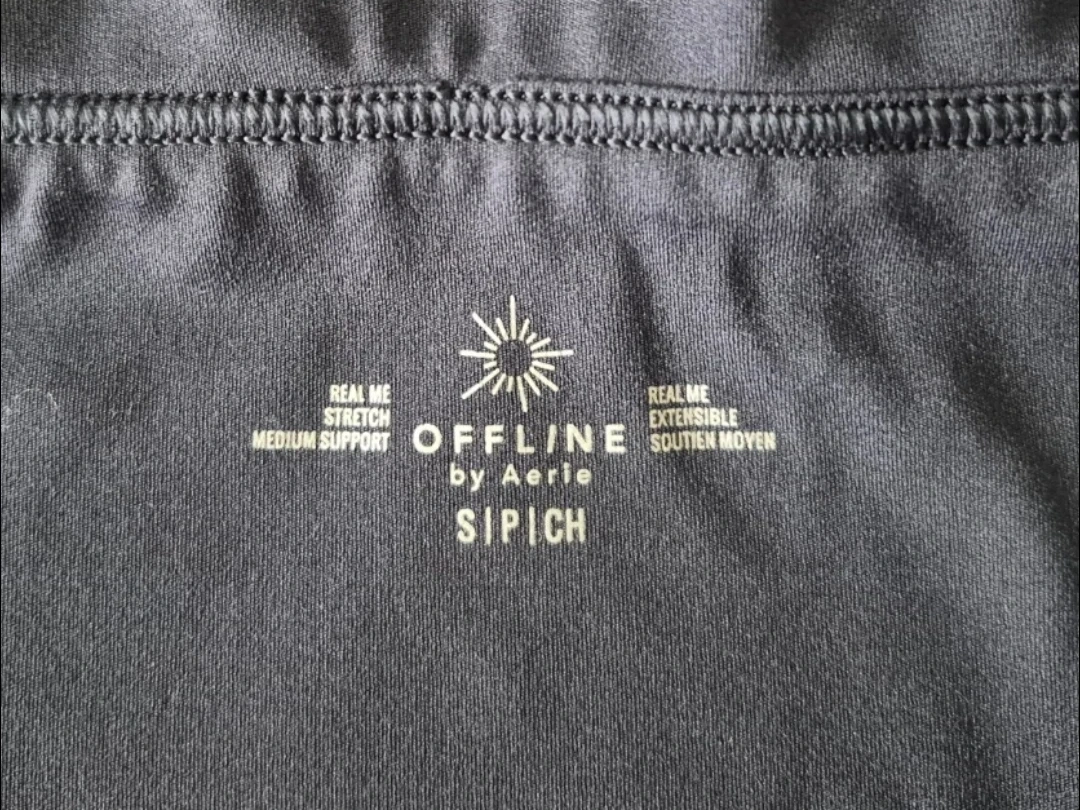 REAL ME
STRETCH
MEDIUM SUPPORT
OFFLINE
by Aerie
S|P|CH
REAL ME
EXTENSIBLE
SOUTIEN MOYEN